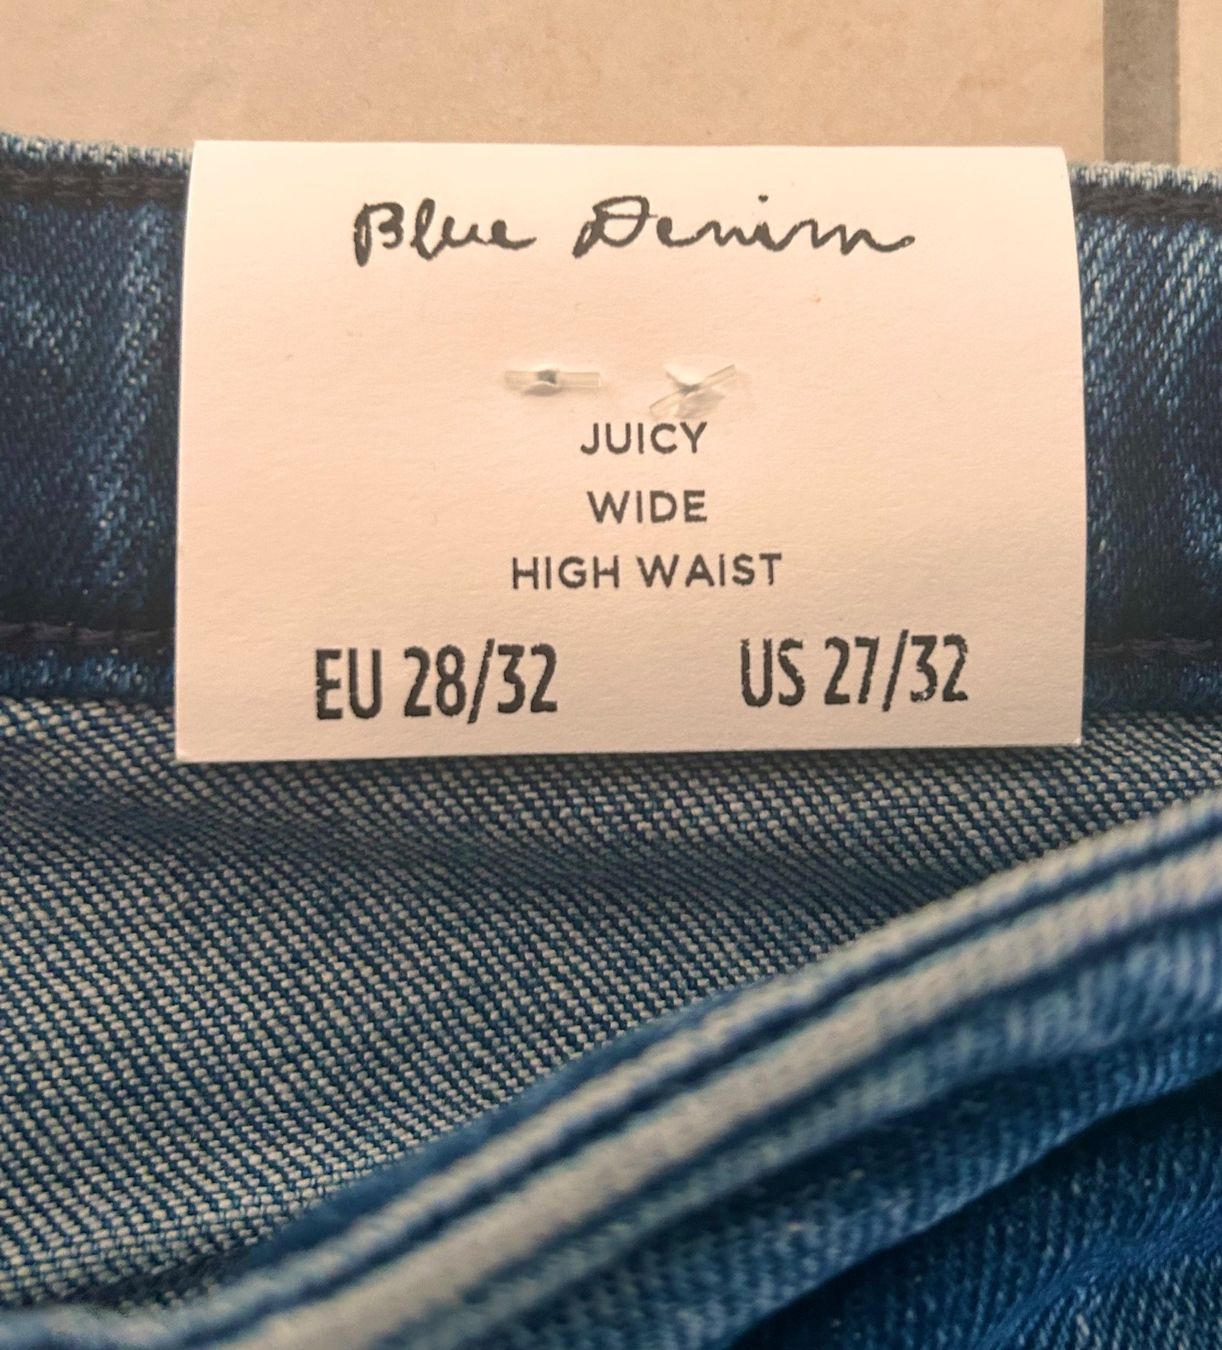 Blue Denim
JUICY
WIDE
HIGH WAIST
EU 28/32 US 27/32